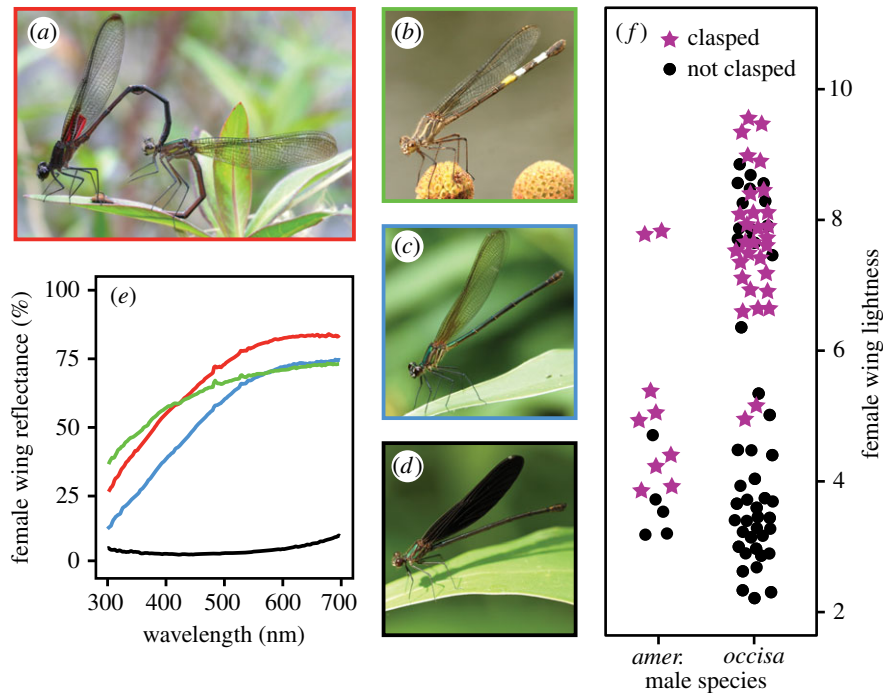 (a)
(b)
(c)
(d)
(e)
100
75
50
25
0
female wing reflectance (%)
300 400 500 600 700
wavelength (nm)
(f)
clasped
not clasped
10
8
6
4
2
female wing lightness
amer. occisa
male species